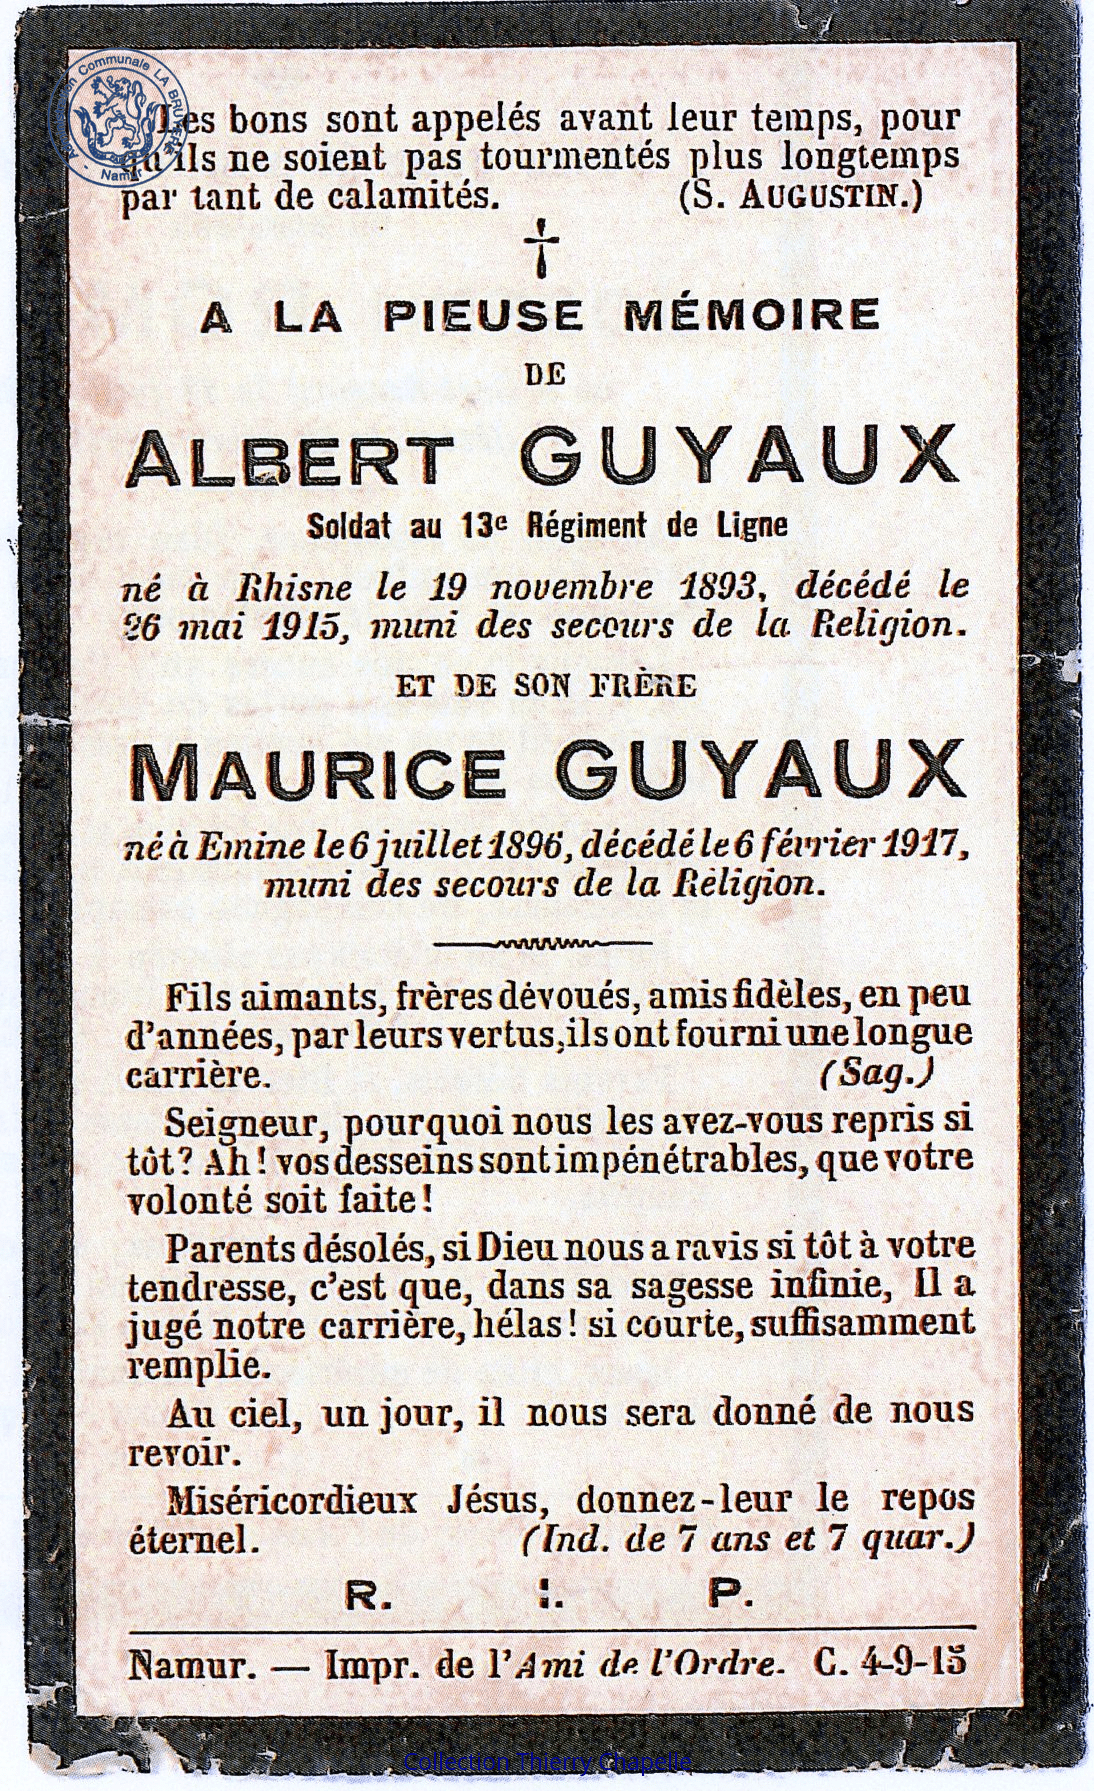 Les bons sont appelés avant leur temps, pour
qu'ils ne soient pas tourmentés plus longtemps
par tant de calamités. (S. AUGUSTIN.)
†
A LA PIEUSE MÉMOIRE
DE
ALBERT GUYAUX
Soldat au 13e Régiment de Ligne
né à Rhisne le 19 novembre 1893, décédé le
26 mai 1915, muni des secours de la Religion.
ET DE SON FRÈRE
MAURICE GUYAUX
né à Emine le 6 juillet 1896, décédé le 6 février 1917,
muni des secours de la Religion.
Fils aimants, frères dévoués, amis fidèles, en peu
d'années, par leurs vertus, ils ont fourni une longue
carrière. (Sag.)
Seigneur, pourquoi nous les avez-vous repris si
tôt? Ah! vos desseins sont impénétrables, que votre
volonté soit faite!
Parents désolés, si Dieu nous a ravis si tôt à votre
tendresse, c'est que, dans sa sagesse infinie, Il a
jugé notre carrière, hélas! si courte, suffisamment
remplie.
Au ciel, un jour, il nous sera donné de nous
revoir.
Miséricordieux Jésus, donnez-leur le repos
éternel. (Ind. de 7 ans et 7 quar.)
R. I. P.
Namur. — Impr. de l'Ami de l'Ordre. C. 4-9-15
Communale LA BRUYERE
Namur
Collection Thierry Chapelle